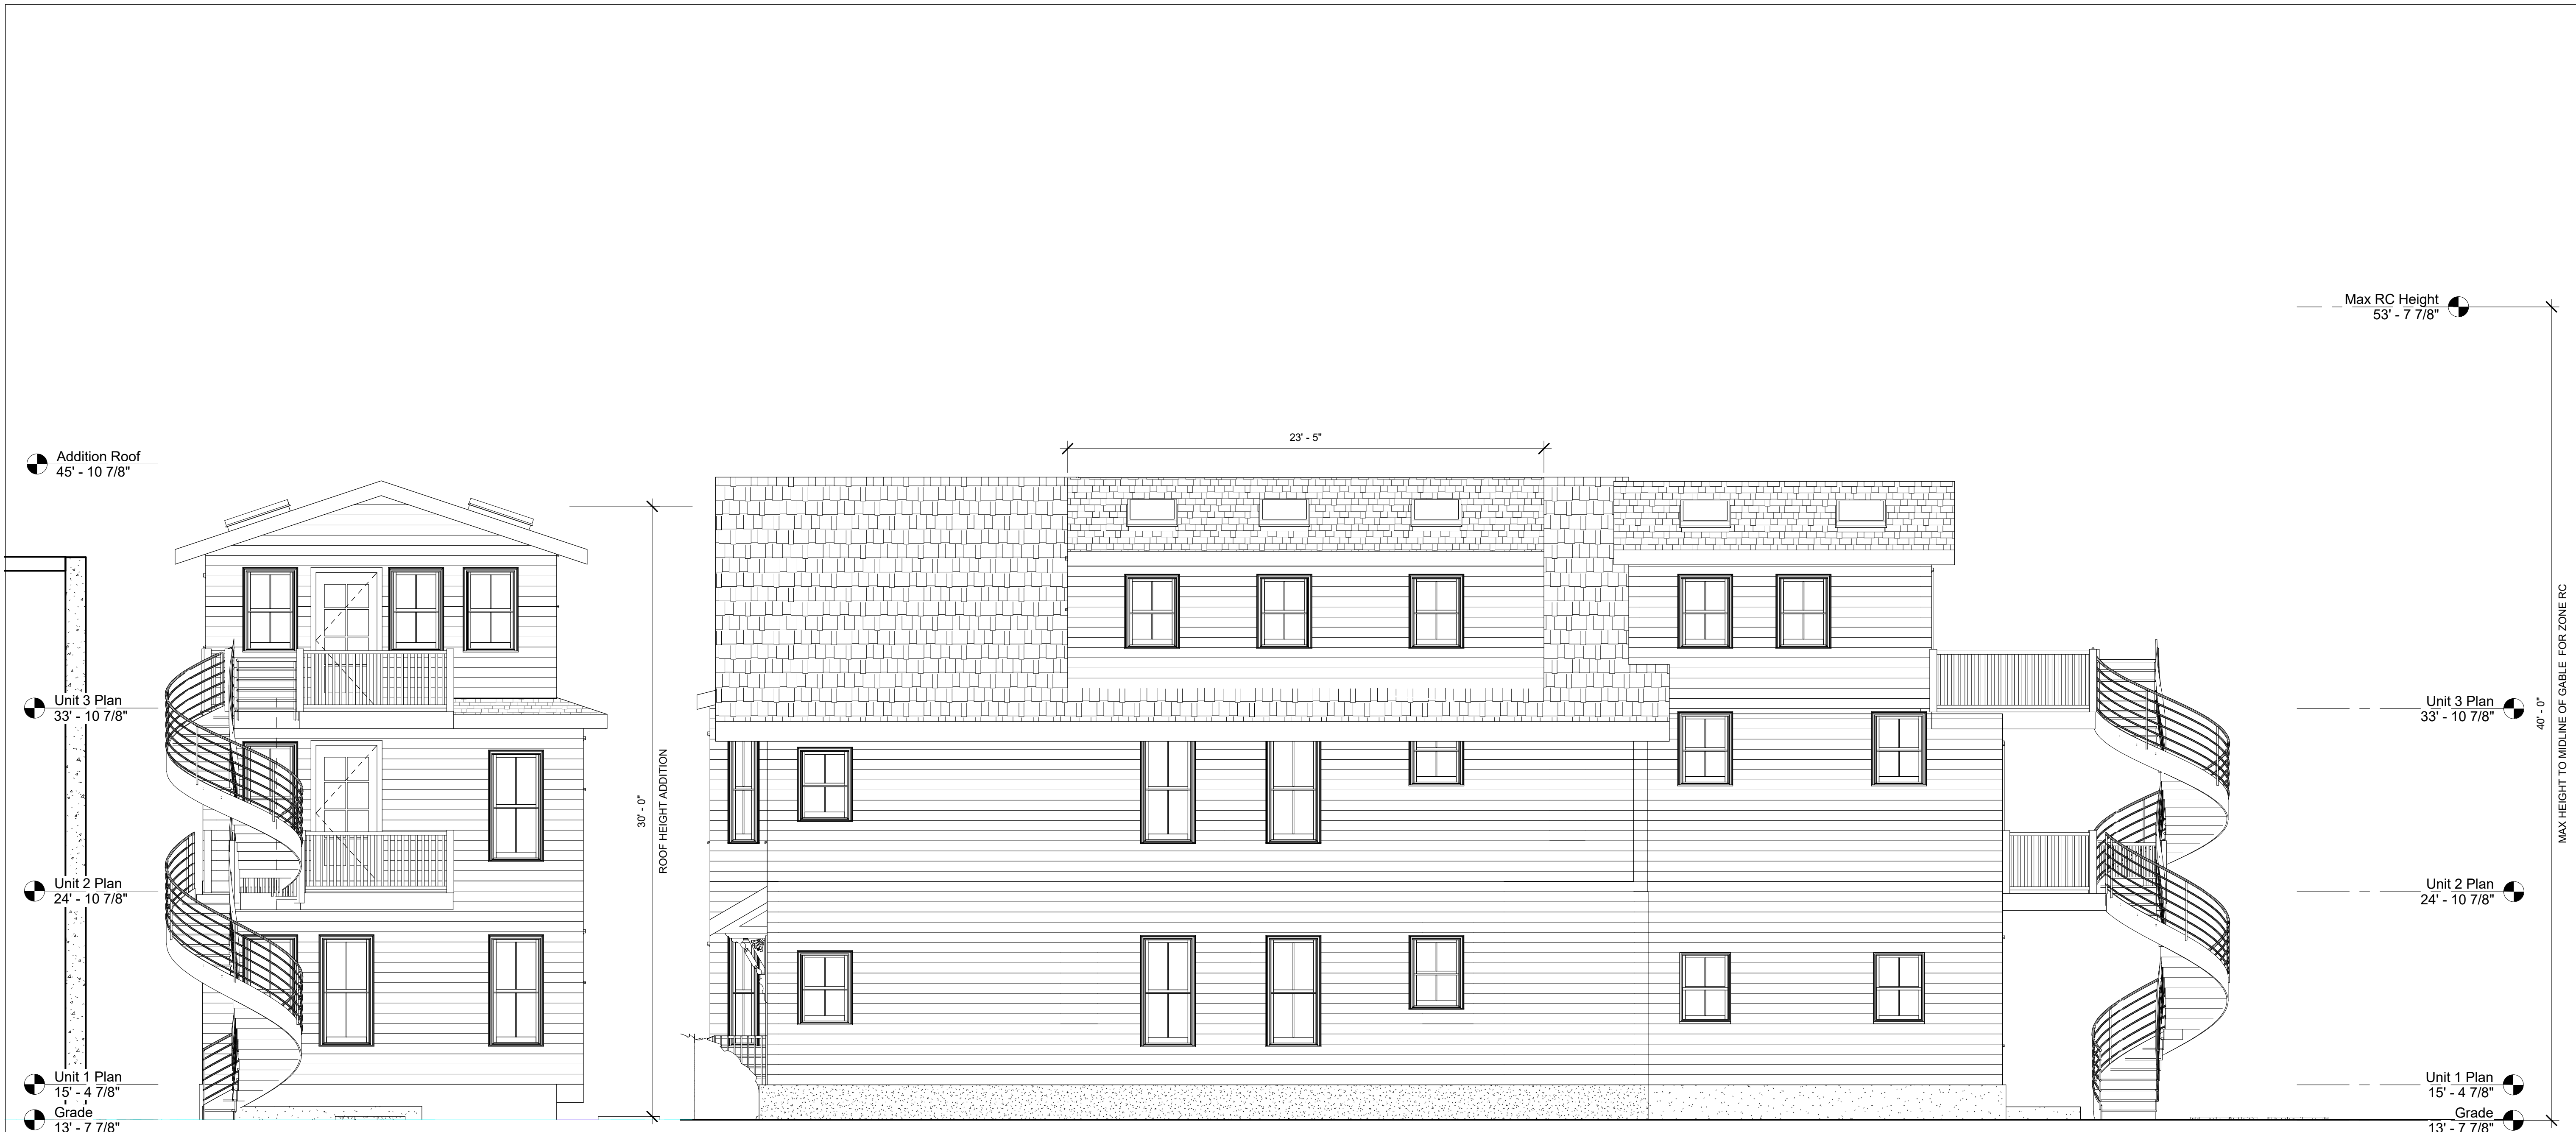 Max RC Height
53' - 7 7/8"
23' - 5"
Addition Roof
45' - 10 7/8"
Unit 3 Plan
33' - 10 7/8"
Unit 2 Plan
24' - 10 7/8"
Unit 1 Plan
15' - 4 7/8"
Grade
13' - 7 7/8"
30' - 0"
ROOF HEIGHT ADDITION
Unit 3 Plan
33' - 10 7/8"
Unit 2 Plan
24' - 10 7/8"
Unit 1 Plan
15' - 4 7/8"
Grade
13' - 7 7/8"
40' - 0"
MAX HEIGHT TO MIDLINE OF GABLE FOR ZONE RC